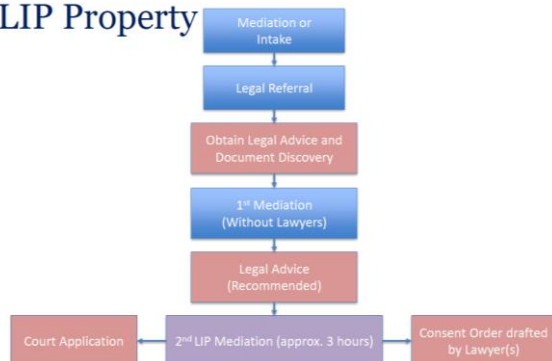 LIP Property
Mediation or
Intake
Legal Referral
Obtain Legal Advice and
Document Discovery
1st Mediation
(Without Lawyers)
Legal Advice
(Recommended)
Court Application
2nd LIP Mediation (approx. 3 hours)
Consent Order drafted
by Lawyer(s)